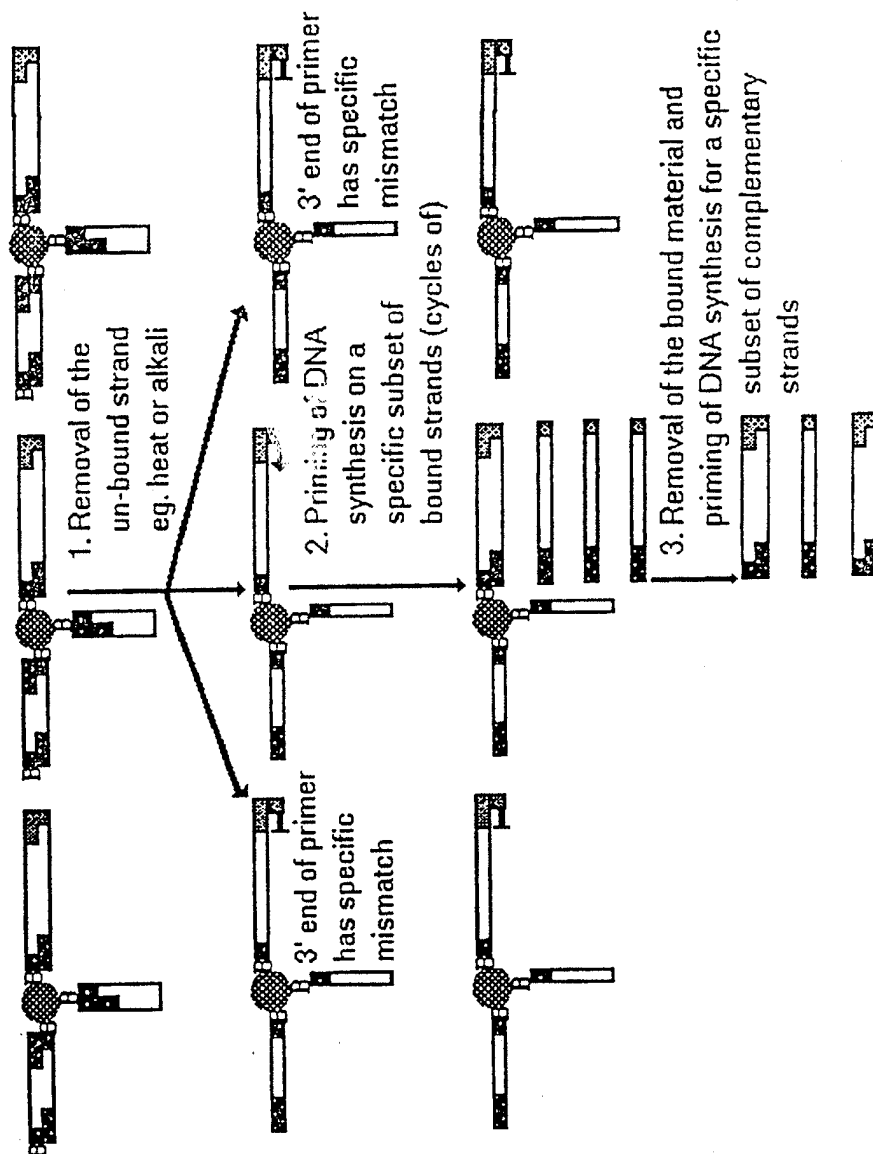 1. Removal of the
un-bound strand
eg. heat or alkali
3' end of primer
has specific
mismatch
2. Priming of DNA
synthesis on a
specific subset of
bound strands (cycles of)
3' end of primer
has specific
mismatch
3. Removal of the bound material and
priming of DNA synthesis for a specific
subset of complementary
strands